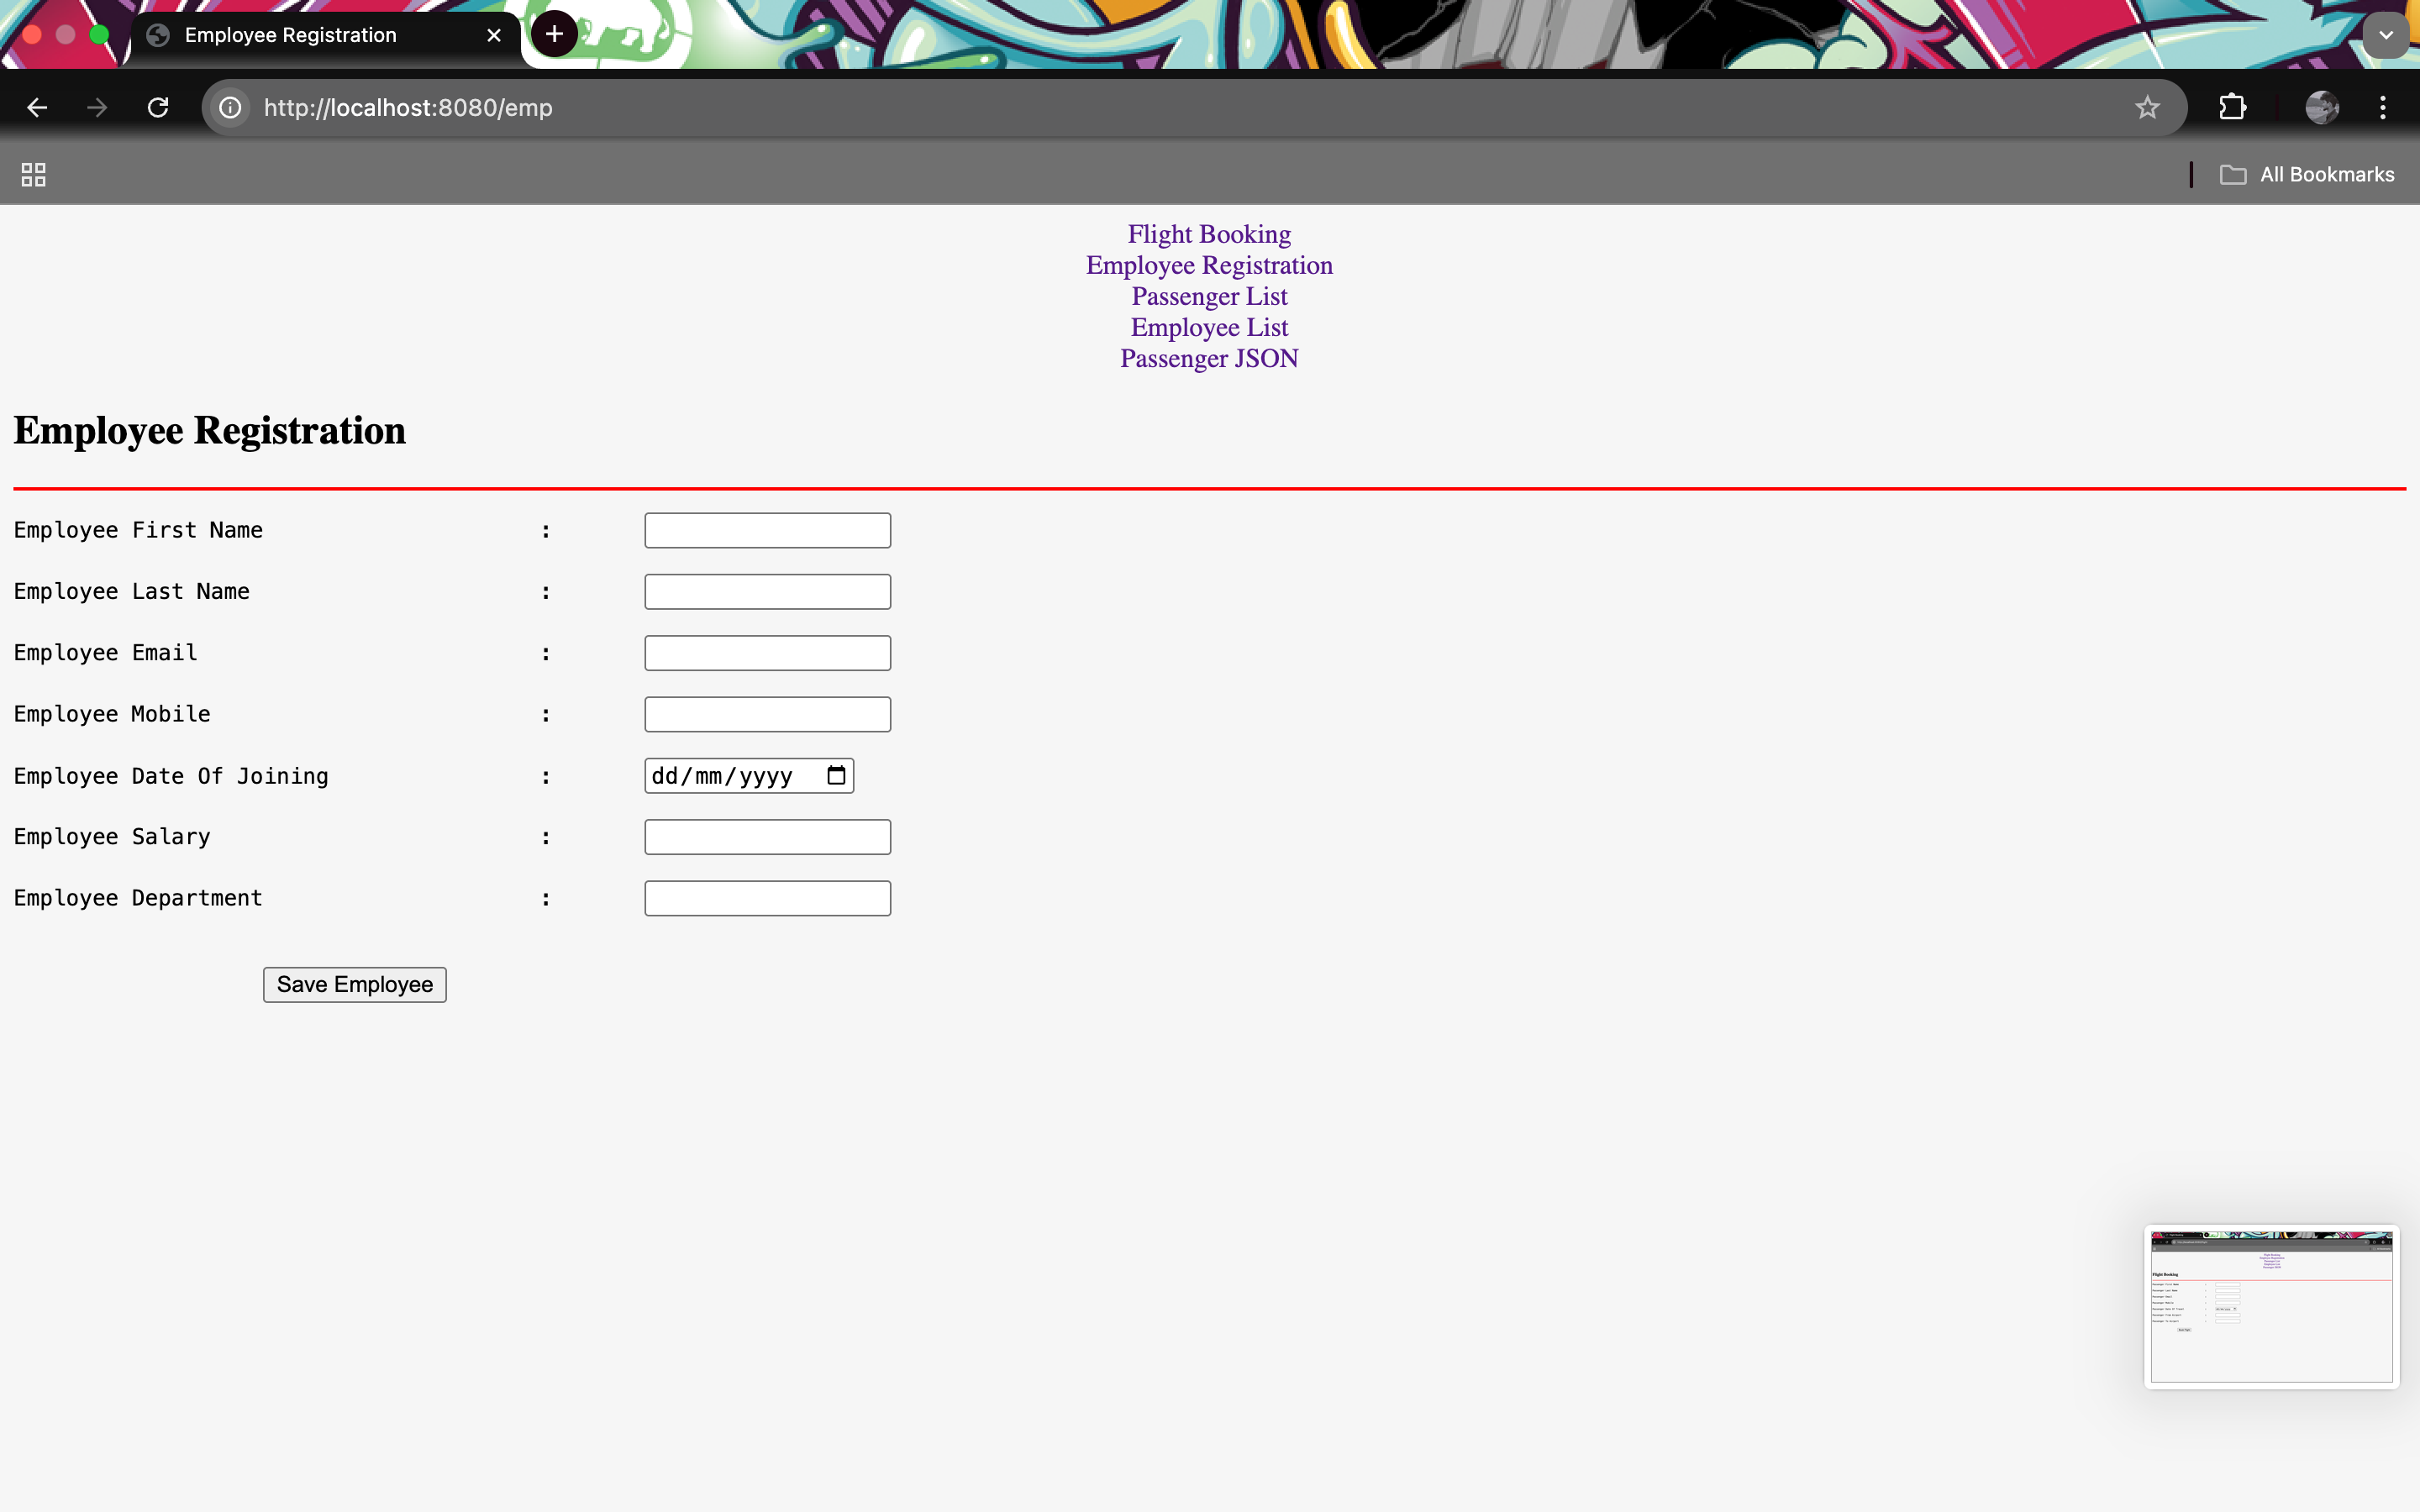 Employee Registration
http://localhost:8080/emp
All Bookmarks
Flight Booking
Employee Registration
Passenger List
Employee List
Passenger JSON
Employee Registration
Employee First Name :
Employee Last Name :
Employee Email :
Employee Mobile :
Employee Date Of Joining : dd/mm/yyyy
Employee Salary :
Employee Department :
Save Employee
Flight Booking